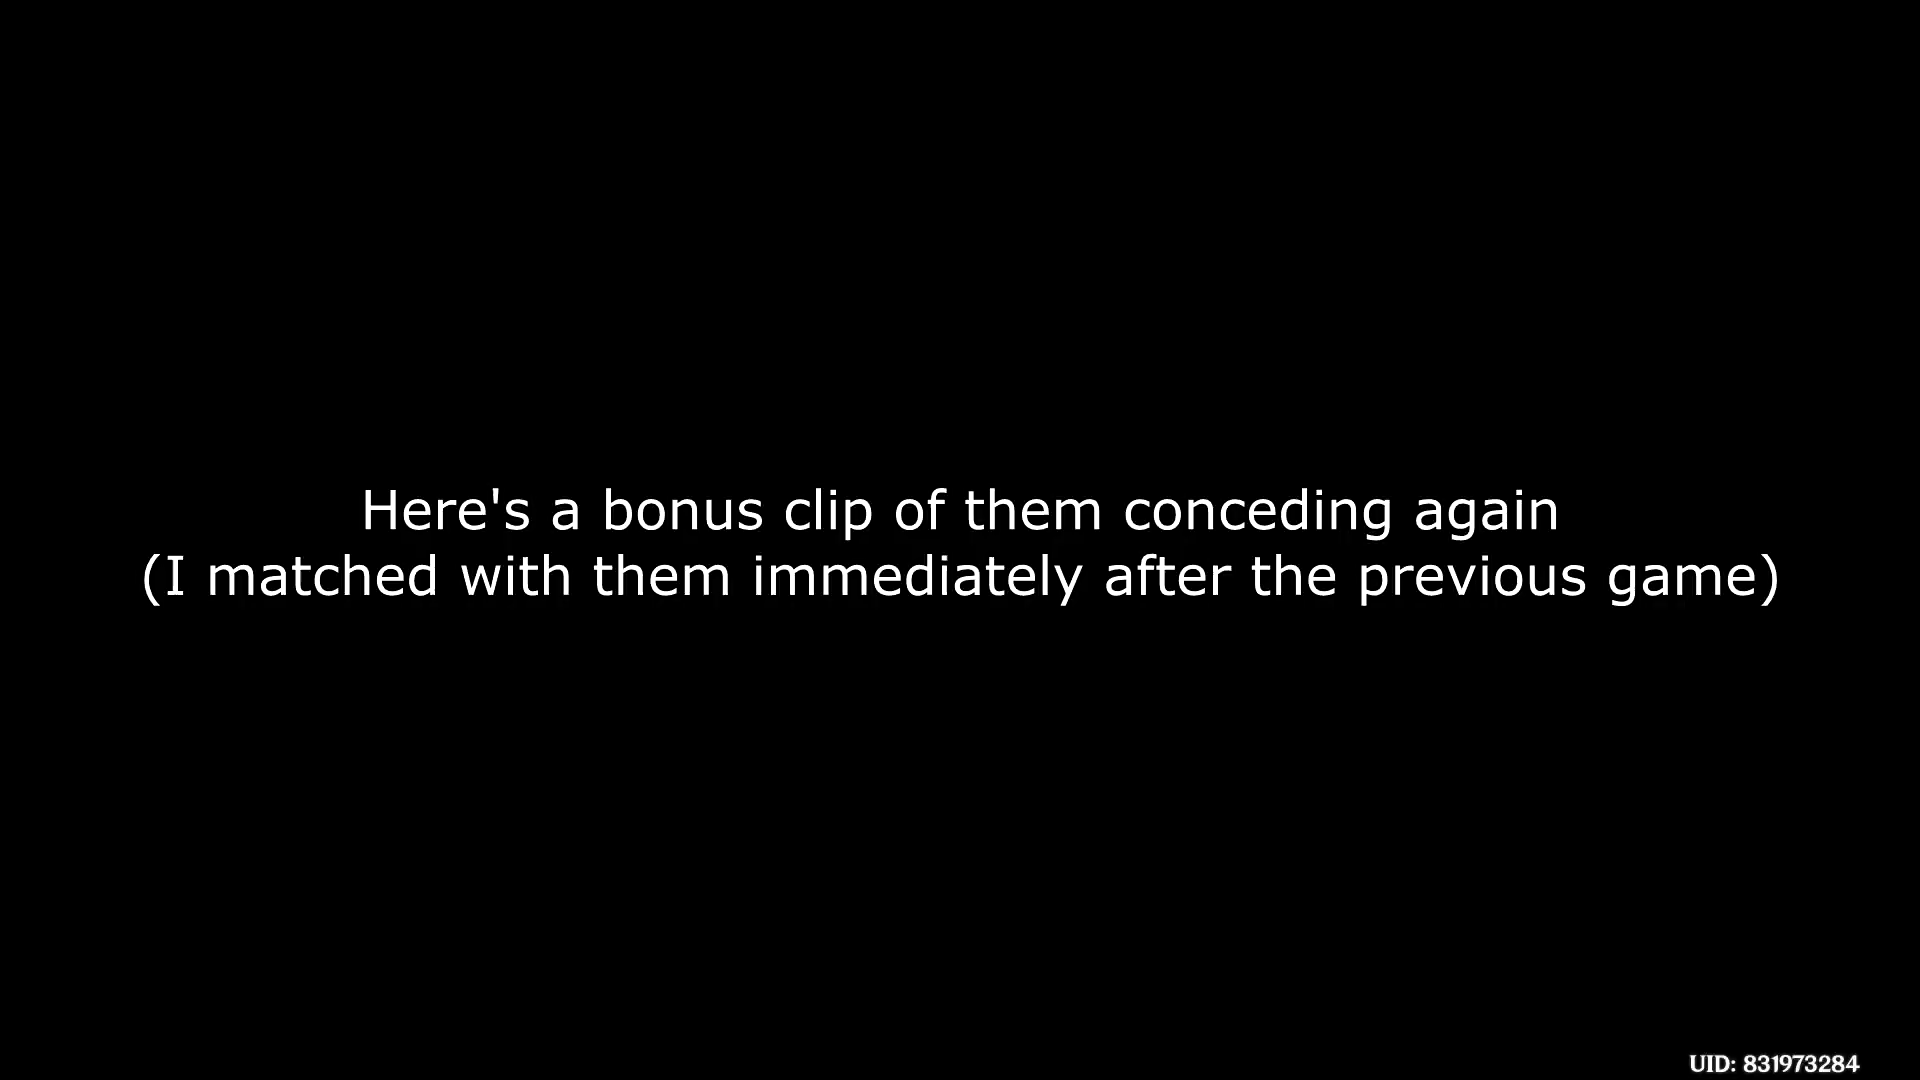 Here's a bonus clip of them conceding again
(I matched with them immediately after the previous game)
UID: 831973284